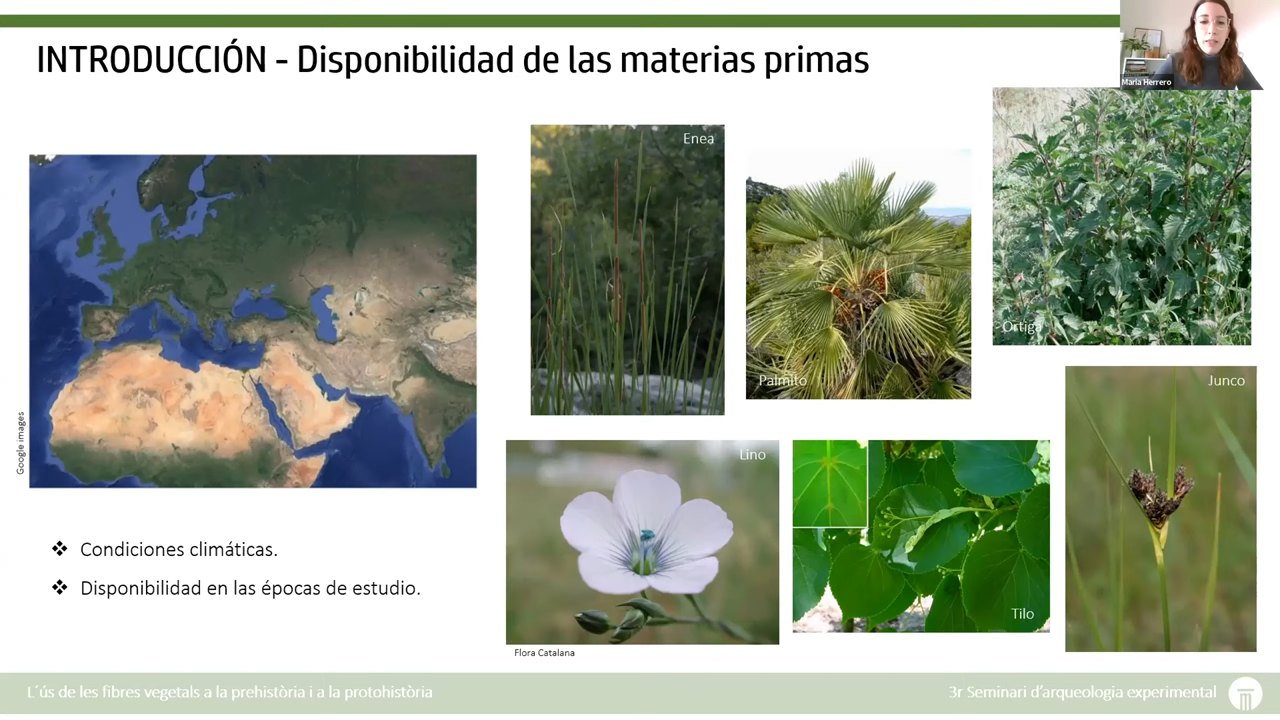 INTRODUCCIÓN - Disponibilidad de las materias primas
Maria Herrero
Enea
Palmito
Ortiga
Google images
Lino
Tilo
Junco
Flora Catalana
❖ Condiciones climáticas.
❖ Disponibilidad en las épocas de estudio.
L´ús de les fibres vegetals a la prehistòria i a la protohistòria
3r Seminari d'arqueologia experimental